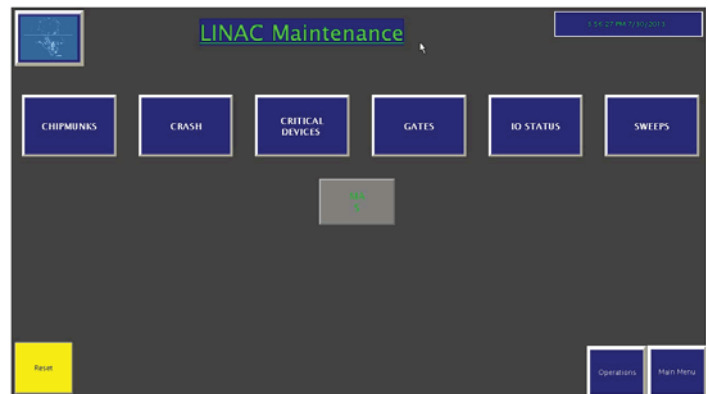 LINAC Maintenance
CHIPMUNKS
CRASH
CRITICAL
DEVICES
GATES
IO STATUS
SWEEPS
Reset
Operations
Main Menu